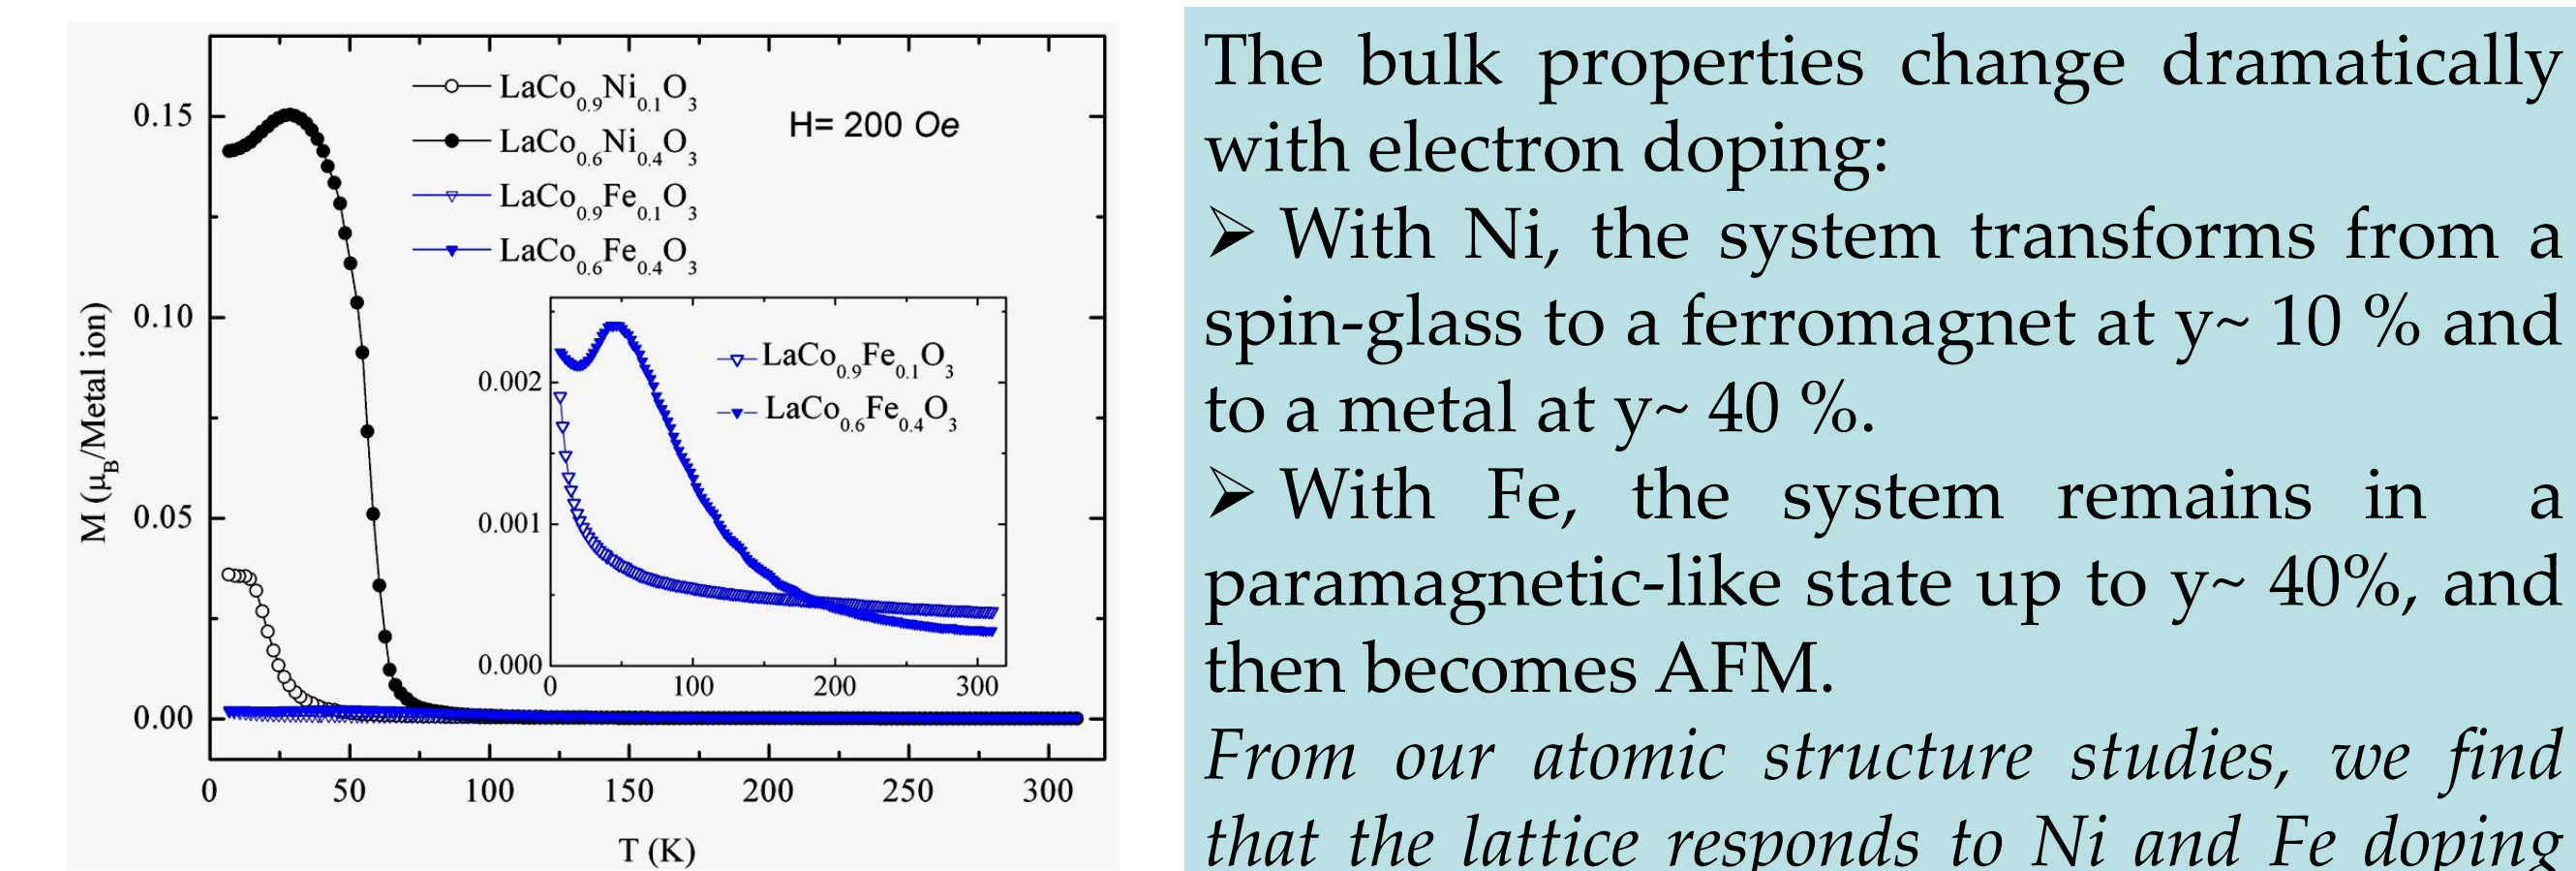 LaCo0.9Ni0.1O3
H= 200 Oe
LaCo0.6Ni0.4O3
LaCo0.9Fe0.1O3
LaCo0.6Fe0.4O3
0.15
0.10
0.05
0.00
M (μB/Metal ion)
0 50 100 150 200 250 300
T (K)
LaCo0.9Fe0.1O3
LaCo0.6Fe0.4O3
0.002
0.001
0.000
0 100 200 300
The bulk properties change dramatically
with electron doping:
➢ With Ni, the system transforms from a
spin-glass to a ferromagnet at y~ 10 % and
to a metal at y~ 40 %.
➢ With Fe, the system remains in a
paramagnetic-like state up to y~ 40%, and
then becomes AFM.
From our atomic structure studies, we find
that the lattice responds to Ni and Fe doping